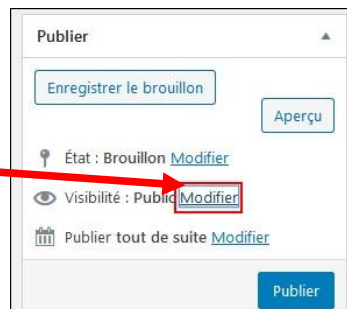 Publier
Enregistrer le brouillon
Aperçu
État : Brouillon Modifier
Visibilité : Public Modifier
Publier tout de suite Modifier
Publier